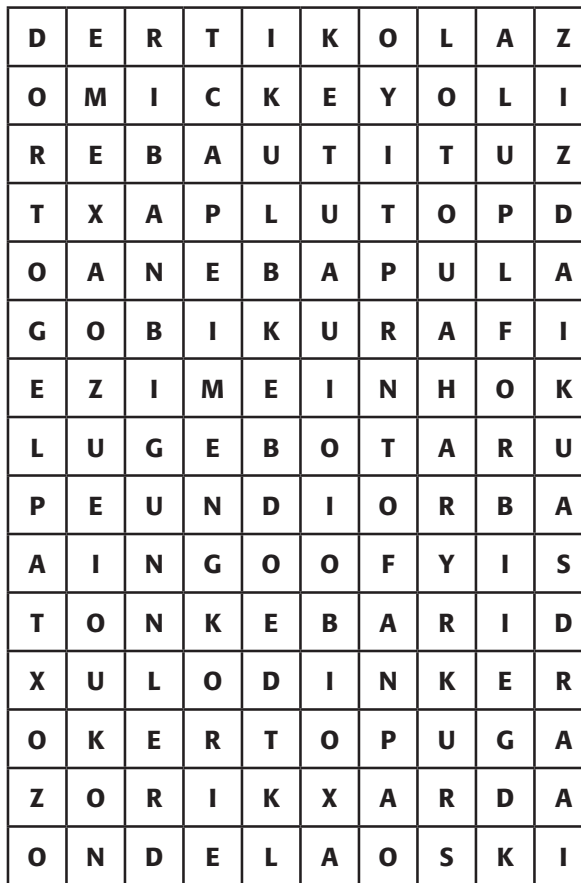 D E R T I K O L A Z
O M I C K E Y O L I
R E B A U T I T U Z
T X A P L U T O P D
O A N E B A P U L A
G O B I K U R A F I
E Z I M E I N H O K
L U G E B O T A R U
P E U N D I O R B A
A I N G O O F Y I S
T O N K E B A R I D
X U L O D I N K E R
O K E R T O P U G A
Z O R I K X A R D A
O N D E L A O S K I